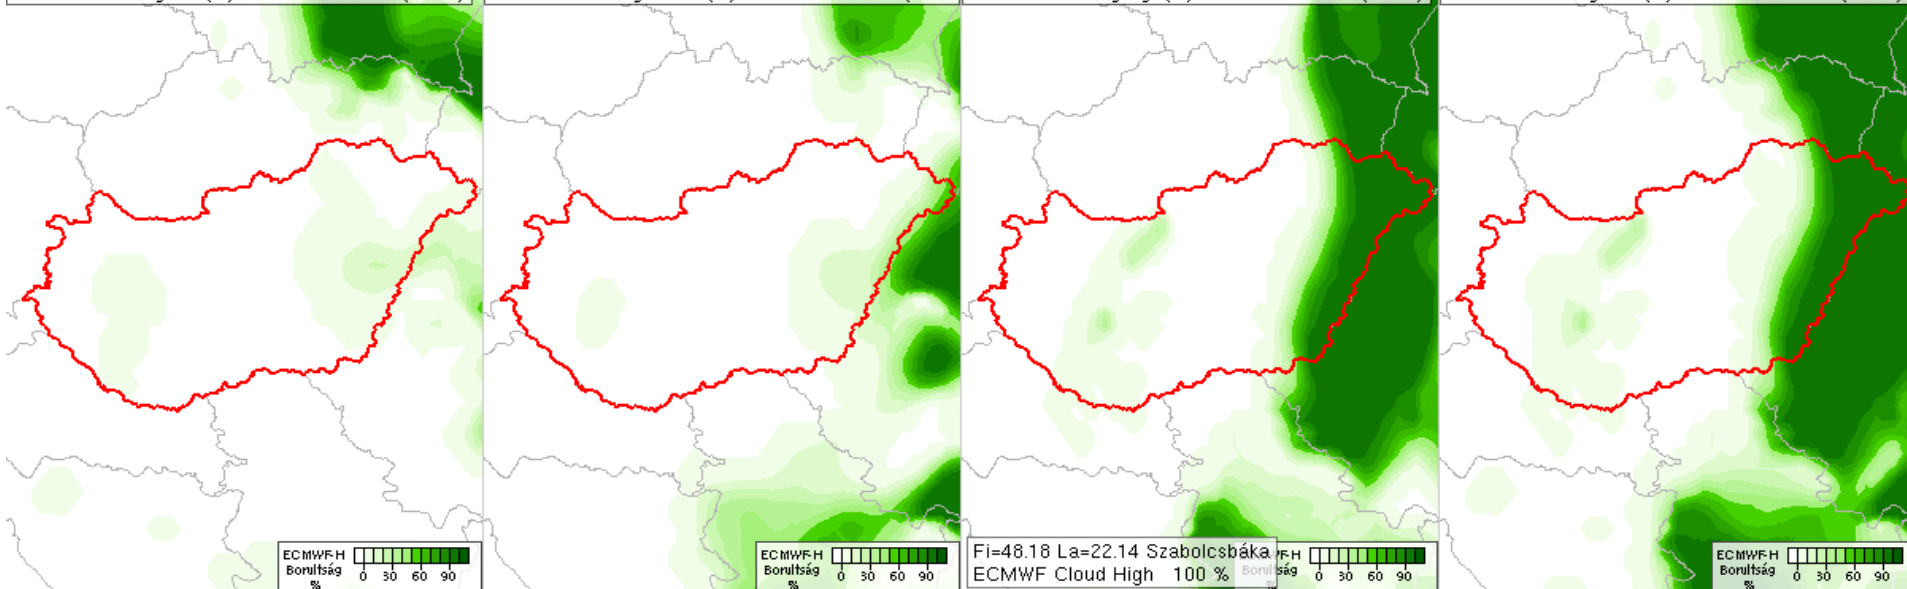 ECMWF-H
Borultság
%
0 30 60 90
ECMWF-H
Borultság
%
0 30 60 90
Fi=48.18 La=22.14 Szabolcsbáka
ECMWF Cloud High 100 %
0 30 60 90
ECMWF-H
Borultság
%
0 30 60 90